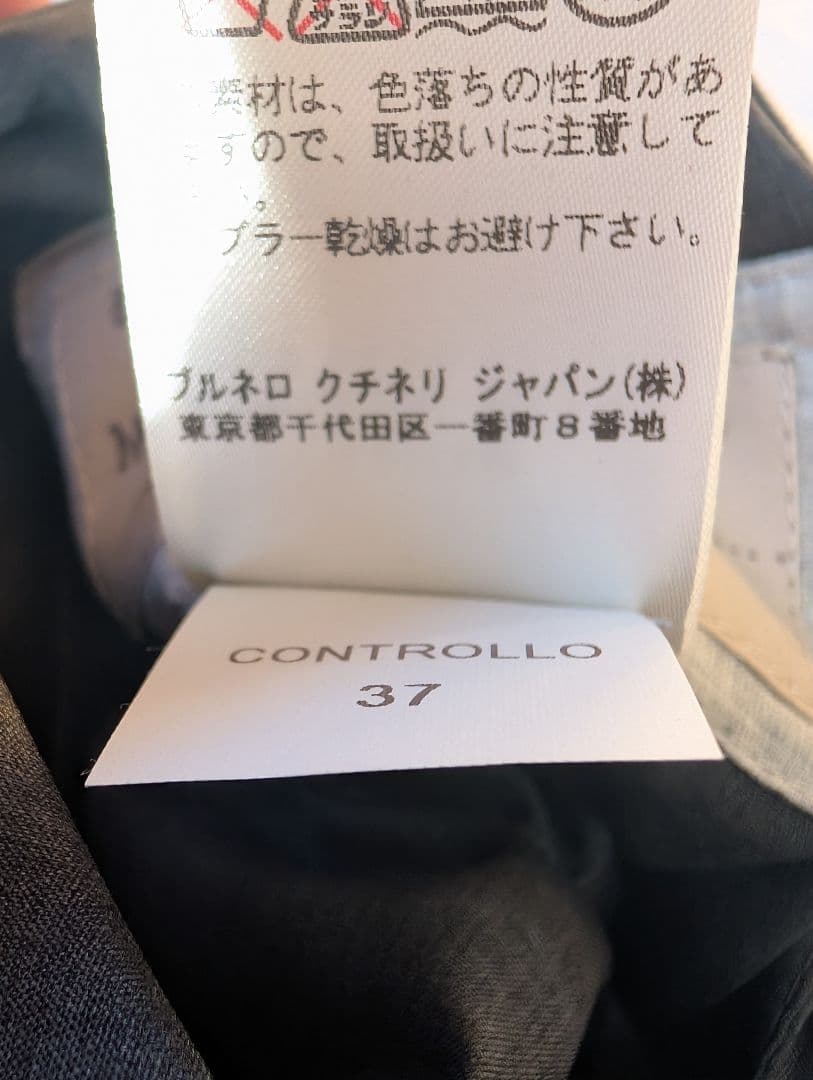 素材は、色落ちの性質があ
すので、取扱いに注意して
い。
ブラー乾燥はお避け下さい。
ブルネロ クチネリ ジャパン(株)
東京都千代田区一番町8番地
CONTROLLO
37